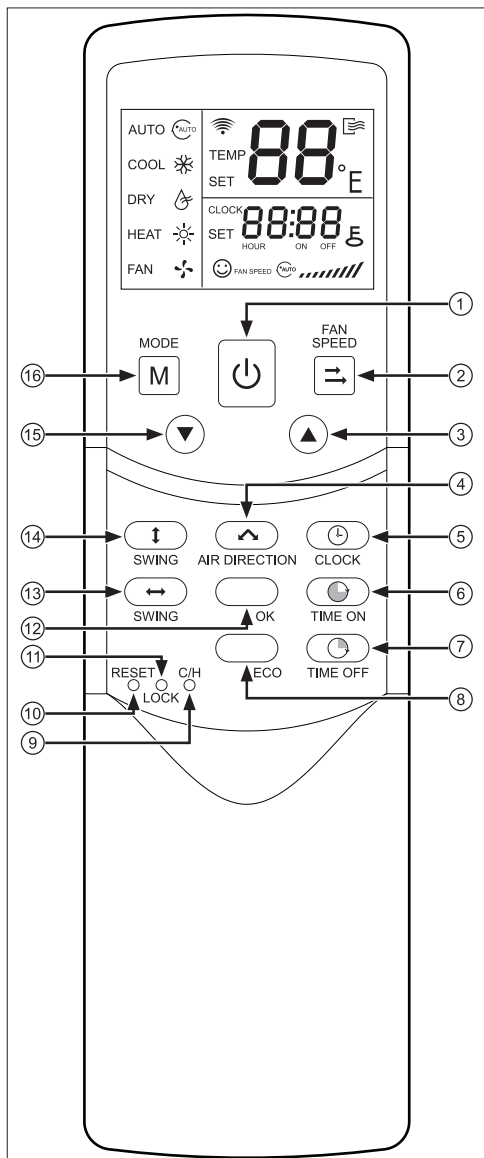 AUTO AUTO
COOL
DRY
HEAT
FAN
TEMP
SET
88°E
CLOCK
SET
88:88
HOUR ON OFF
FAN SPEED AUTO
MODE
M
FAN
SPEED
1
2
3
4
5
6
7
8
9
10
11
12
13
14
15
16
SWING
AIR DIRECTION
CLOCK
SWING
OK
TIME ON
ECO
TIME OFF
RESET
LOCK
C/H